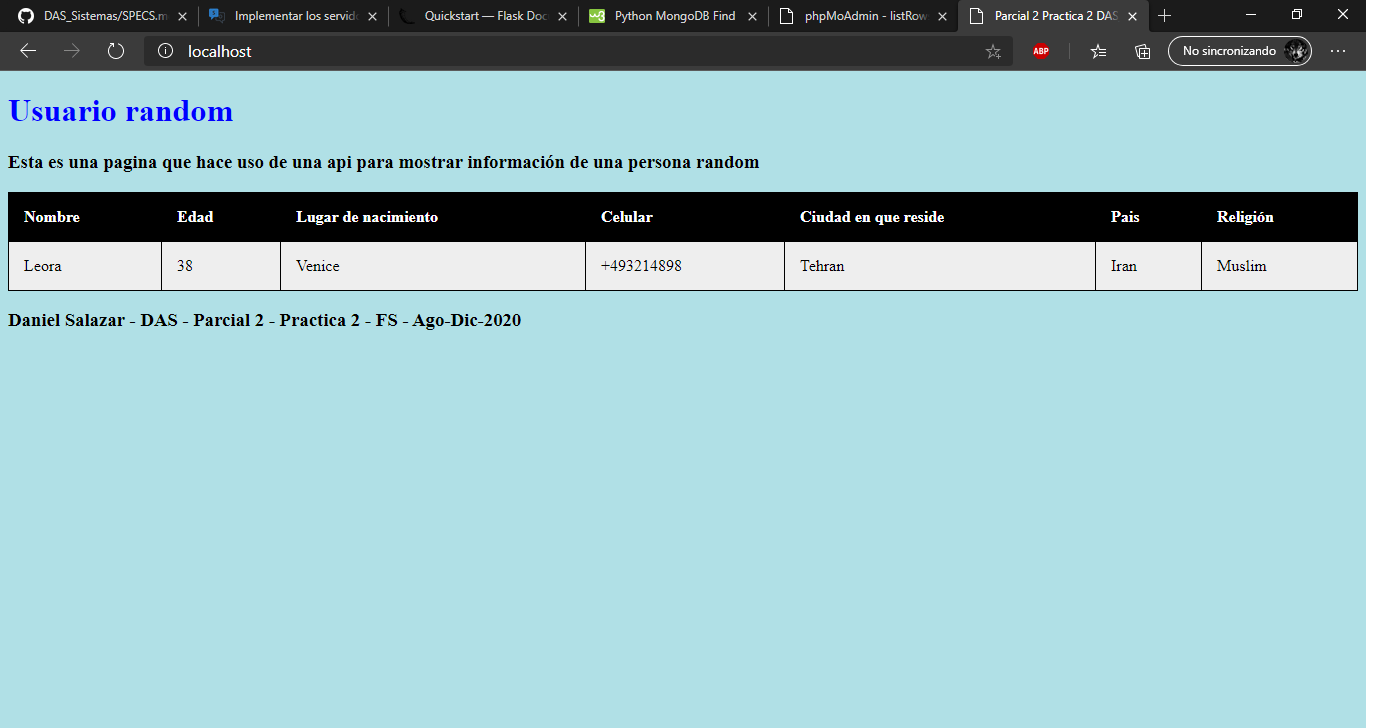 DAS_Sistemas/SPECS.m
Implementar los servid
Quickstart — Flask Doc
Python MongoDB Find
phpMoAdmin - listRow
Parcial 2 Practica 2 DAS
localhost
ABP
No sincronizando
Usuario random
Esta es una pagina que hace uso de una api para mostrar información de una persona random
Nombre Edad Lugar de nacimiento Celular Ciudad en que reside Pais Religión
Leora 38 Venice +493214898 Tehran Iran Muslim
Daniel Salazar - DAS - Parcial 2 - Practica 2 - FS - Ago-Dic-2020